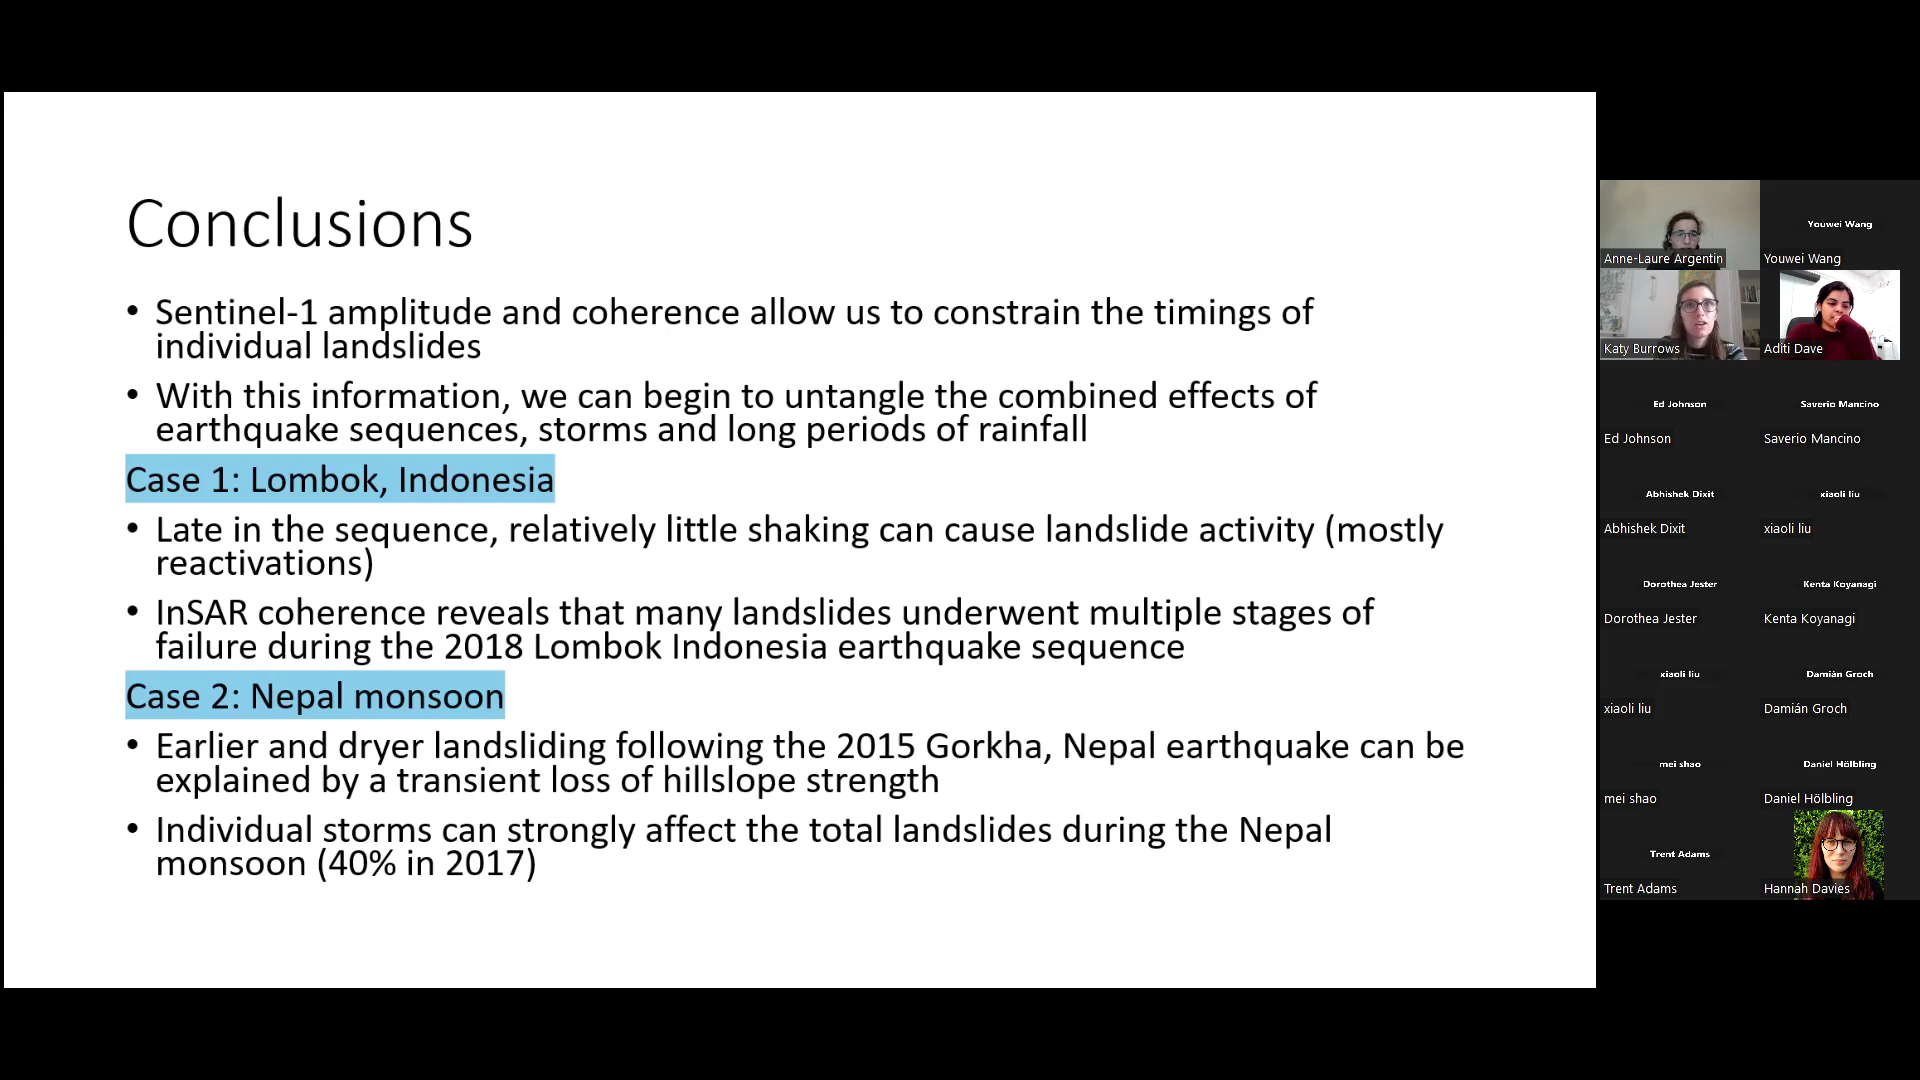 Conclusions
• Sentinel-1 amplitude and coherence allow us to constrain the timings of
individual landslides
• With this information, we can begin to untangle the combined effects of
earthquake sequences, storms and long periods of rainfall
Case 1: Lombok, Indonesia
• Late in the sequence, relatively little shaking can cause landslide activity (mostly
reactivations)
• InSAR coherence reveals that many landslides underwent multiple stages of
failure during the 2018 Lombok Indonesia earthquake sequence
Case 2: Nepal monsoon
• Earlier and dryer landsliding following the 2015 Gorkha, Nepal earthquake can be
explained by a transient loss of hillslope strength
• Individual storms can strongly affect the total landslides during the Nepal
monsoon (40% in 2017)
Youwei Wang
Anne-Laure Argentin
Youwei Wang
Katy Burrows
Aditi Dave
Ed Johnson
Saverio Mancino
Ed Johnson
Saverio Mancino
Abhishek Dixit
xiaoli liu
Abhishek Dixit
xiaoli liu
Dorothea Jester
Kenta Koyanagi
Dorothea Jester
Kenta Koyanagi
xiaoli liu
Damián Groch
xiaoli liu
Damián Groch
mei shao
Daniel Hölbling
mei shao
Daniel Hölbling
Trent Adams
Trent Adams
Hannah Davies